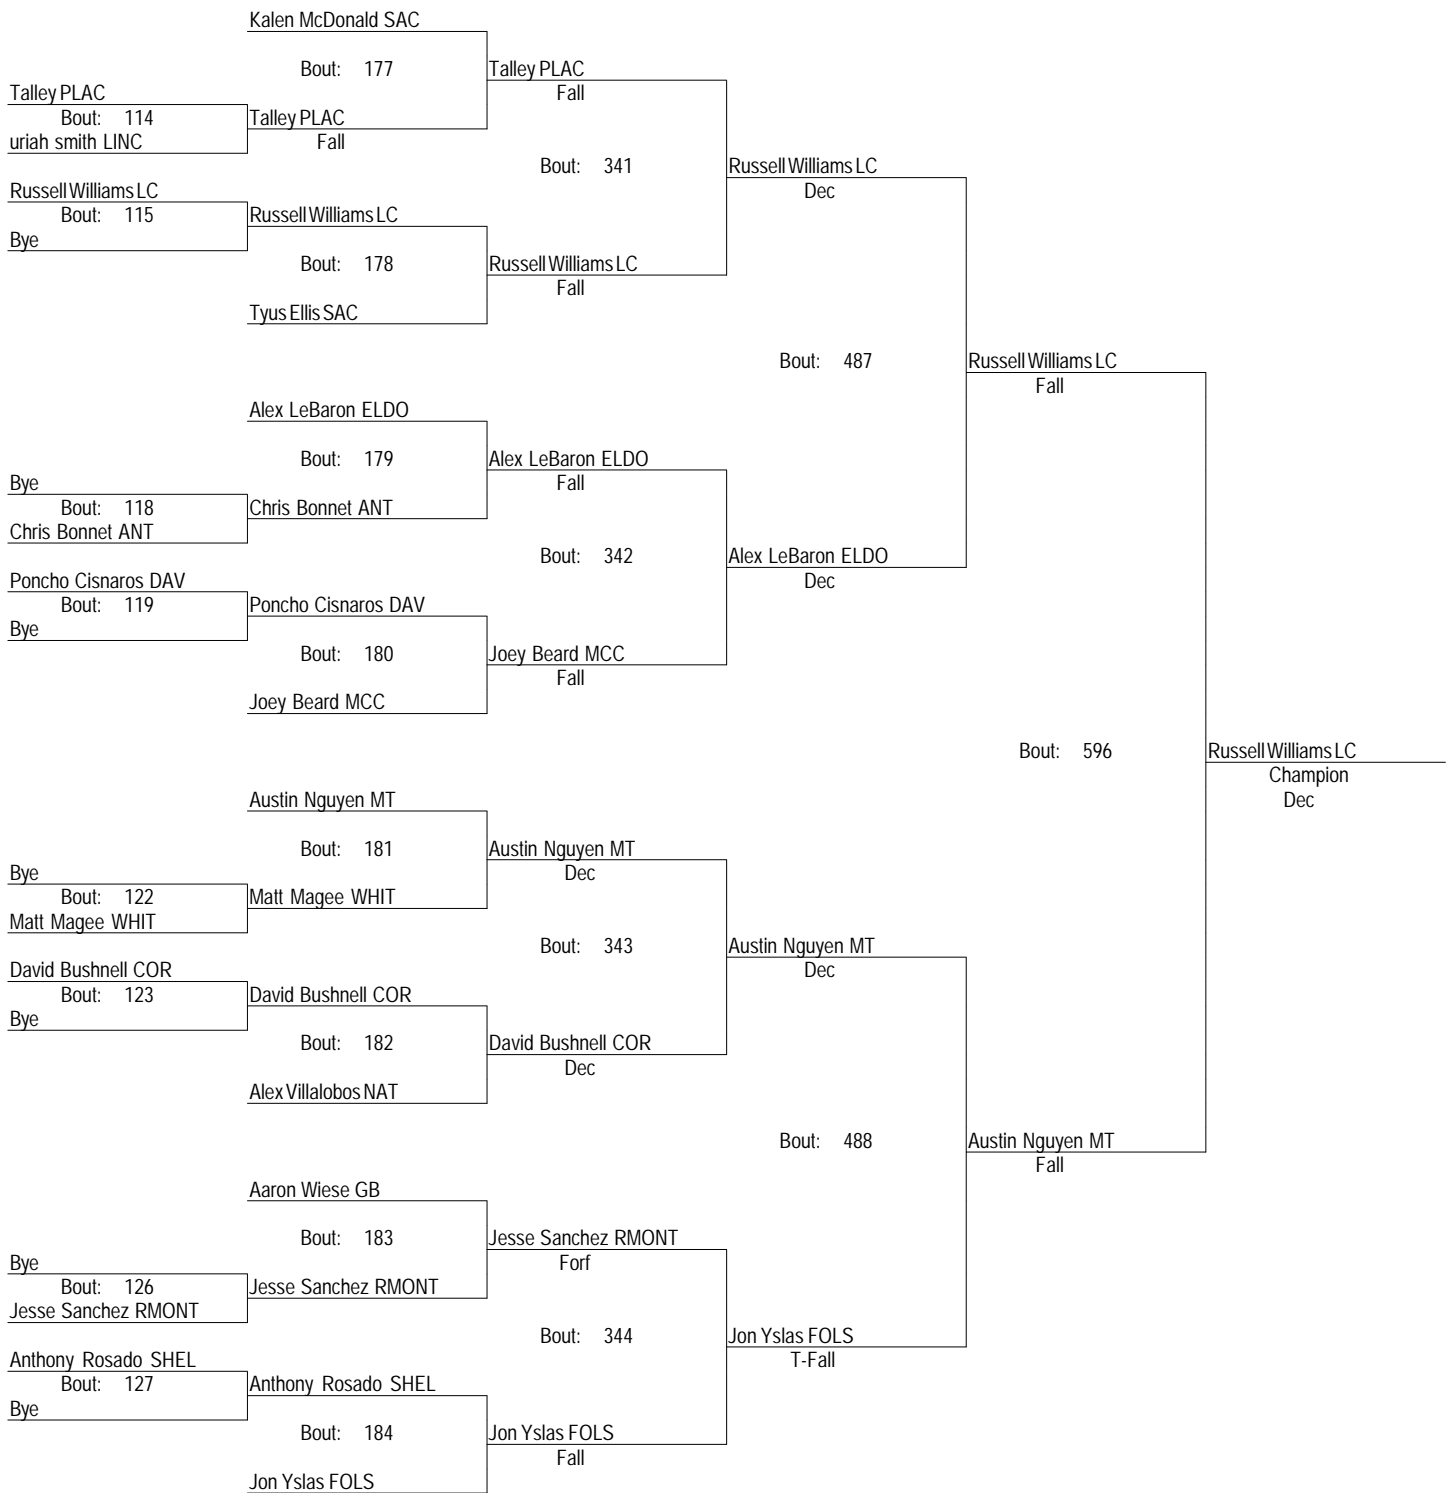 Kalen McDonald SAC
Bout: 177
Talley PLAC
Fall
Talley PLAC
Bout: 114
Talley PLAC
uriah smith LINC
Fall
Bout: 341
Russell Williams LC
Dec
Russell Williams LC
Bout: 115
Russell Williams LC
Bye
Bout: 178
Russell Williams LC
Fall
Tyus Ellis SAC
Bout: 487
Russell Williams LC
Fall
Alex LeBaron ELDO
Bout: 179
Alex LeBaron ELDO
Fall
Bye
Bout: 118
Chris Bonnet ANT
Chris Bonnet ANT
Bout: 342
Alex LeBaron ELDO
Dec
Poncho Cisnaros DAV
Bout: 119
Poncho Cisnaros DAV
Bye
Bout: 180
Joey Beard MCC
Fall
Joey Beard MCC
Bout: 596
Russell Williams LC
Champion
Dec
Austin Nguyen MT
Bout: 181
Austin Nguyen MT
Dec
Bye
Bout: 122
Matt Magee WHIT
Matt Magee WHIT
Bout: 343
Austin Nguyen MT
Dec
David Bushnell COR
Bout: 123
David Bushnell COR
Bye
Bout: 182
David Bushnell COR
Dec
Alex Villalobos NAT
Bout: 488
Austin Nguyen MT
Fall
Aaron Wiese GB
Bout: 183
Jesse Sanchez RMONT
Forf
Bye
Bout: 126
Jesse Sanchez RMONT
Jesse Sanchez RMONT
Bout: 344
Jon Yslas FOLS
T-Fall
Anthony Rosado SHEL
Bout: 127
Anthony Rosado SHEL
Bye
Bout: 184
Jon Yslas FOLS
Fall
Jon Yslas FOLS